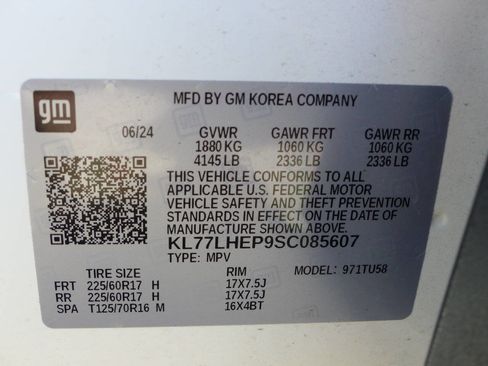 gm
MFD BY GM KOREA COMPANY
06/24 GVWR GAWR FRT GAWR RR
1880 KG 1060 KG 1060 KG
4145 LB 2336 LB 2336 LB
THIS VEHICLE CONFORMS TO ALL
APPLICABLE U.S. FEDERAL MOTOR
VEHICLE SAFETY AND THEFT PREVENTION
STANDARDS IN EFFECT ON THE DATE OF
MANUFACTURE SHOWN ABOVE.
KL77LHEP9SC085607
TYPE: MPV
TIRE SIZE RIM MODEL: 971TU58
FRT 225/60R17 H 17X7.5J
RR 225/60R17 H 17X7.5J
SPA T125/70R16 M 16X4BT